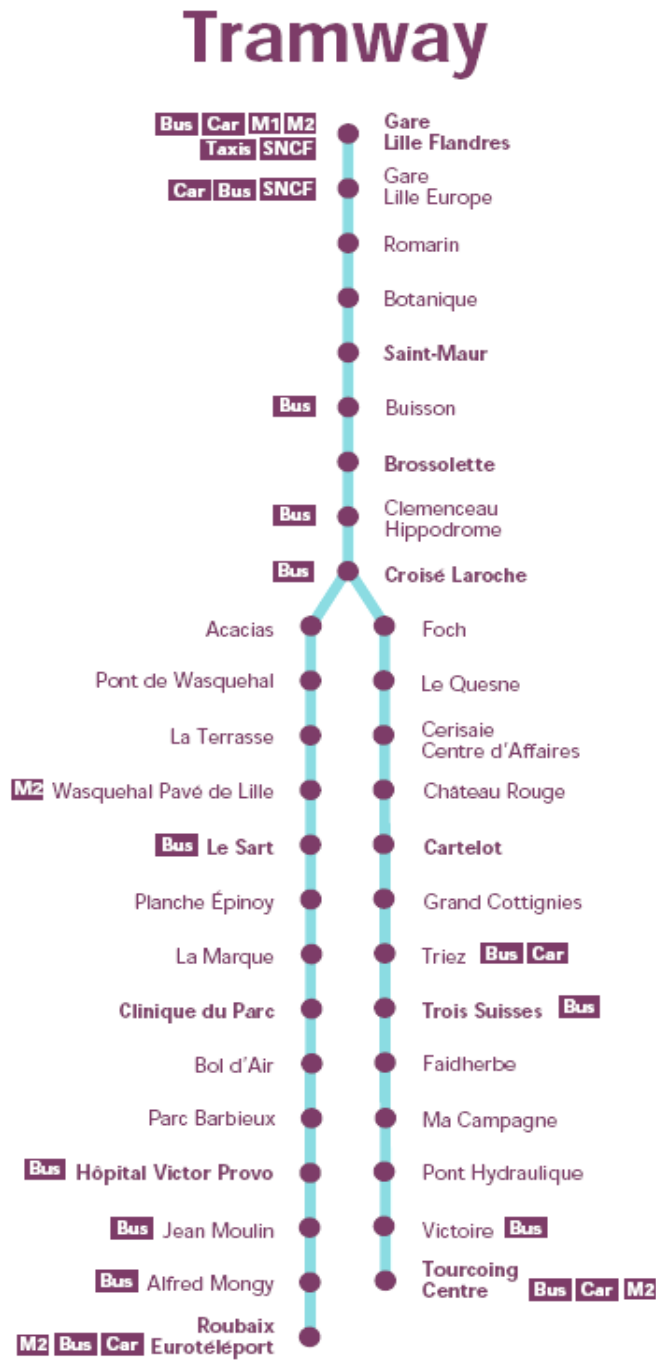 Tramway
Bus Car M1 M2 Gare
Taxis SNCF Lille Flandres
Car Bus SNCF Gare
Lille Europe
Romarin
Botanique
Saint-Maur
Bus Buisson
Brossolette
Bus Clemenceau
Hippodrome
Bus Croisé Laroche
Acacias Foch
Pont de Wasquehal Le Quesne
La Terrasse Cerisaie
Centre d'Affaires
M2 Wasquehal Pavé de Lille Château Rouge
Bus Le Sart Cartelot
Planche Épinoy Grand Cottignies
La Marque Triez Bus Car
Clinique du Parc Trois Suisses Bus
Bol d'Air Faidherbe
Parc Barbieux Ma Campagne
Bus Hôpital Victor Provo Pont Hydraulique
Bus Jean Moulin Victoire Bus
Bus Alfred Mongy Tourcoing
Centre Bus Car M2
Roubaix
M2 Bus Car Eurotéléport